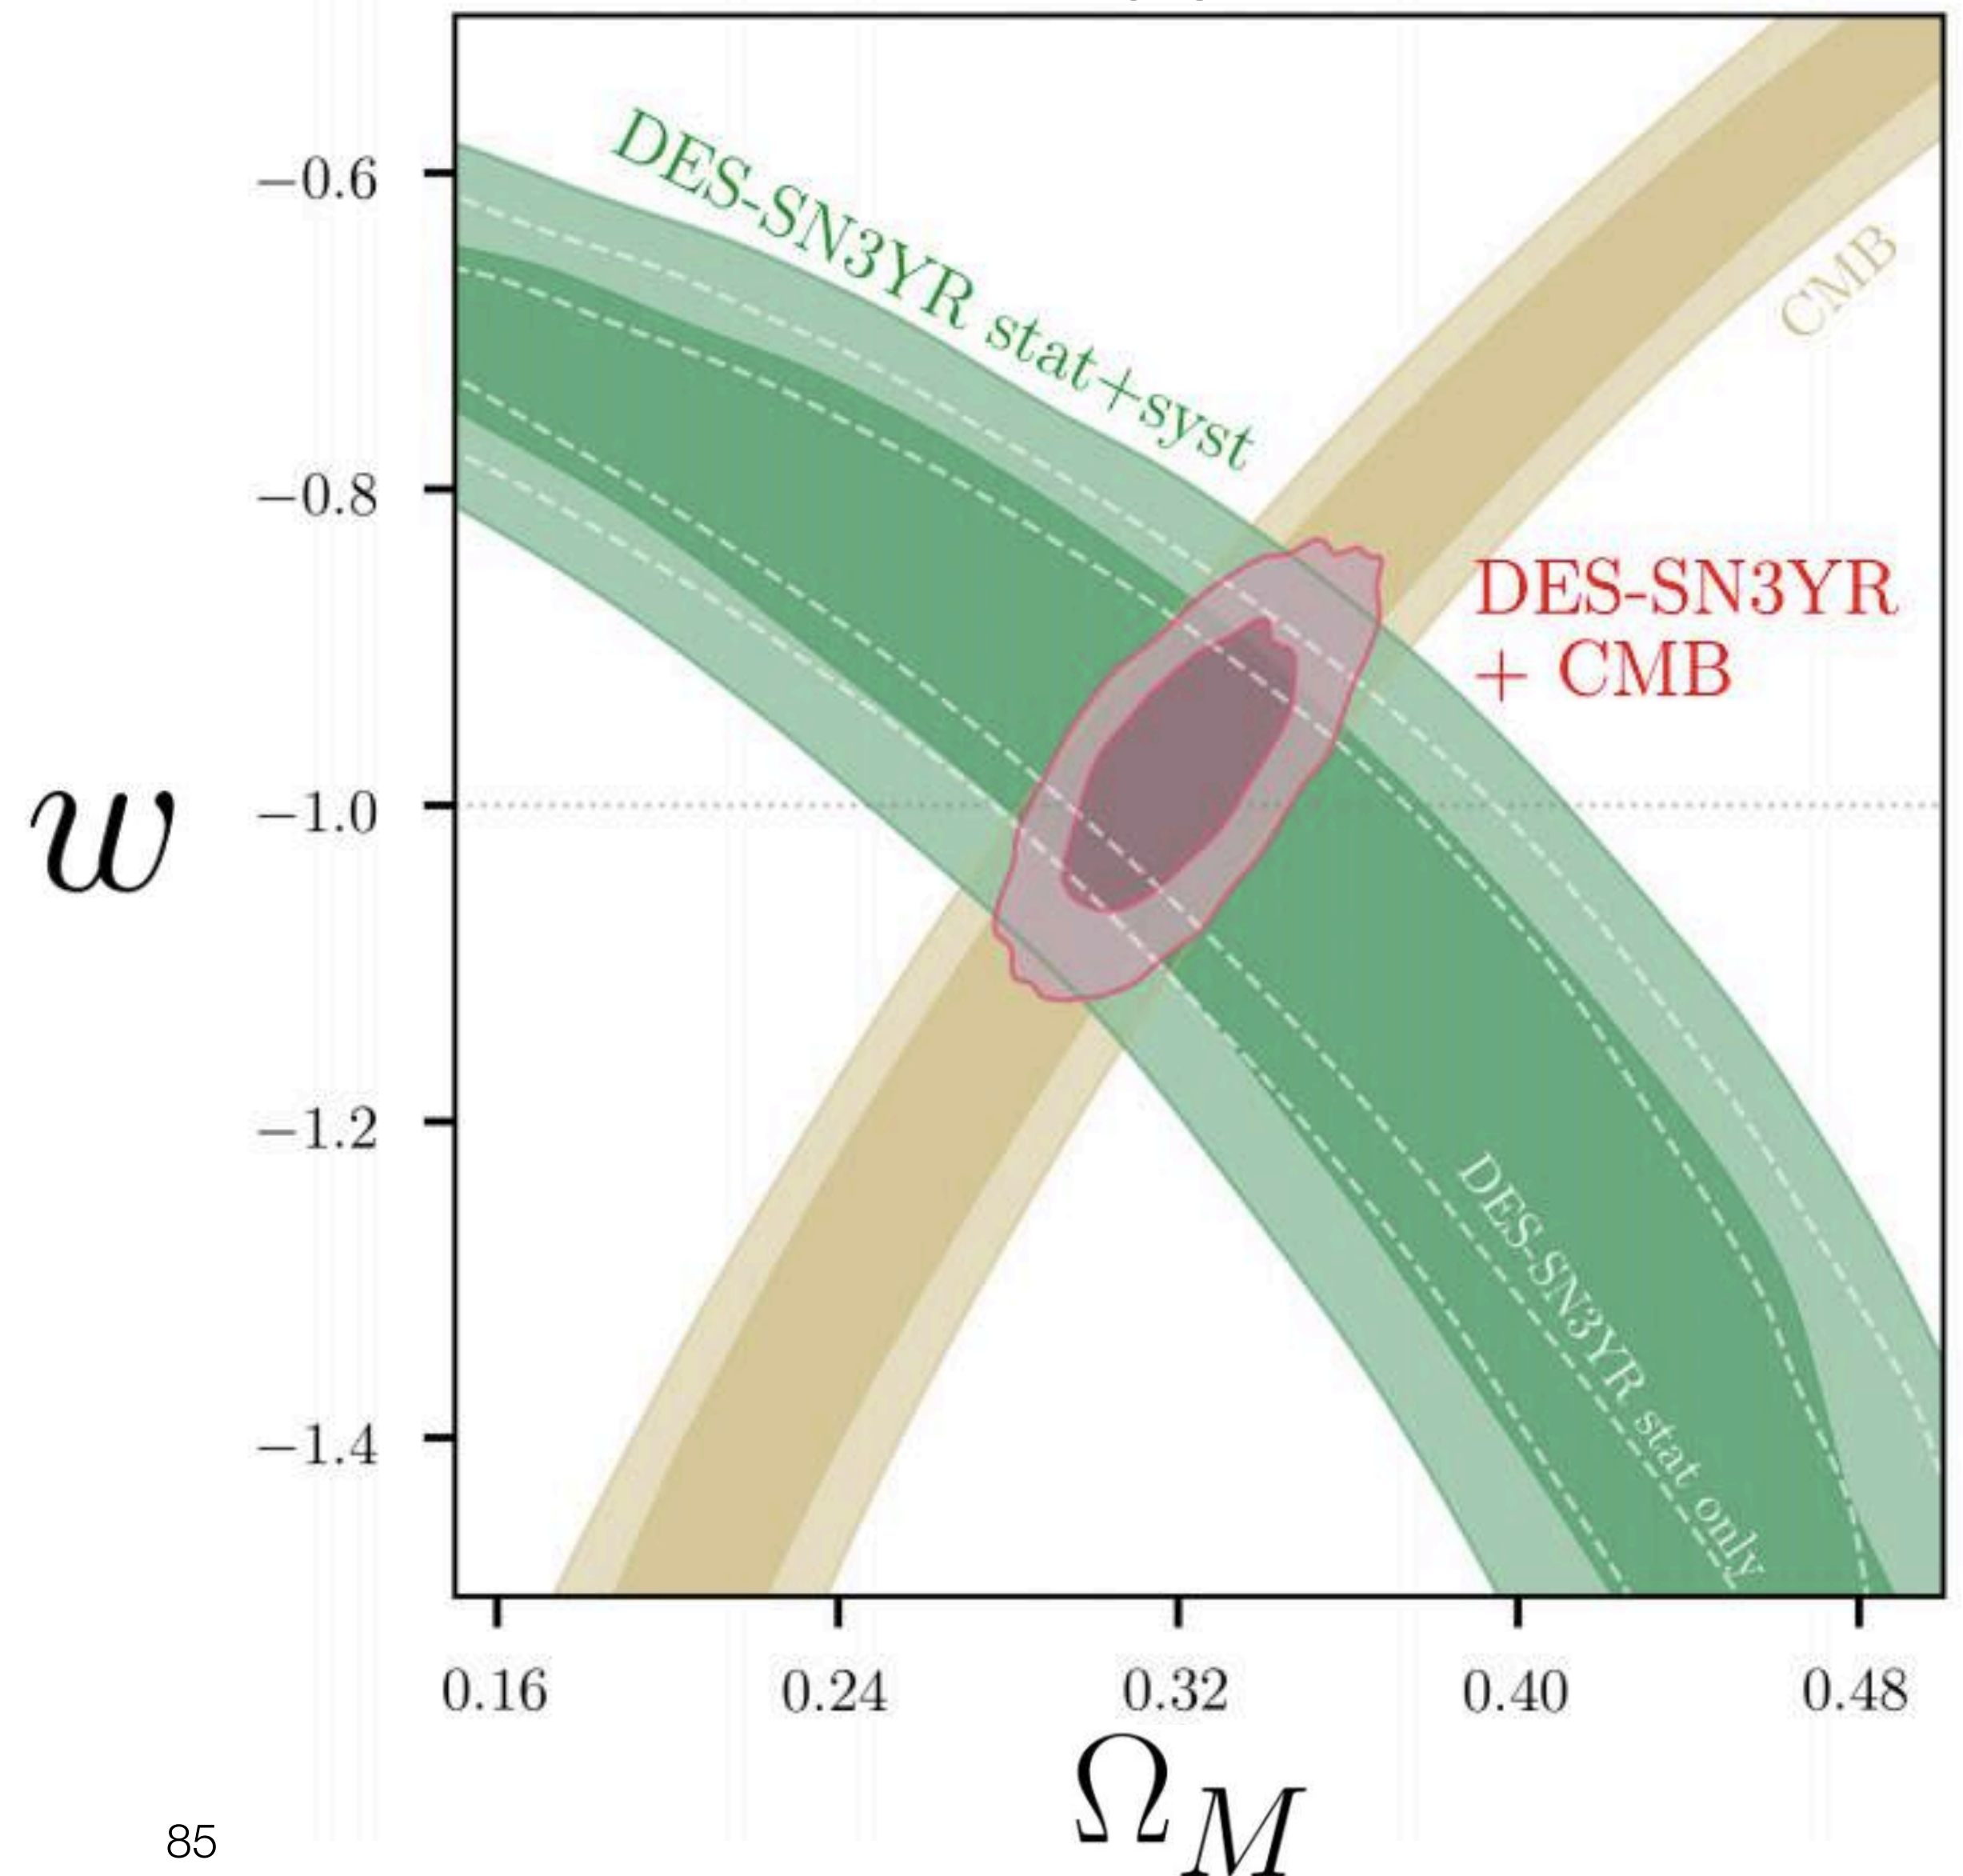 DES-SN3YR stat+syst
CMB
DES-SN3YR
+ CMB
DES-SN3YR stat only
w
−0.6
−0.8
−1.0
−1.2
−1.4
0.16 0.24 0.32 0.40 0.48
Ω_M
85